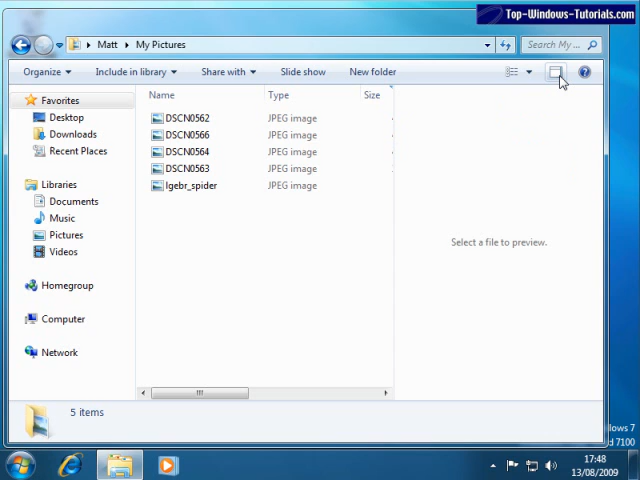 Top-Windows-Tutorials.com
Matt
My Pictures
Search My ...
Organize
Include in library
Share with
Slide show
New folder
Favorites
Desktop
Downloads
Recent Places
Libraries
Documents
Music
Pictures
Videos
Homegroup
Computer
Network
Name Type Size
DSCN0562 JPEG image
DSCN0566 JPEG image
DSCN0564 JPEG image
DSCN0563 JPEG image
lgebr_spider JPEG image
Select a file to preview.
5 items
lows 7
d 7100
17:48
13/08/2009